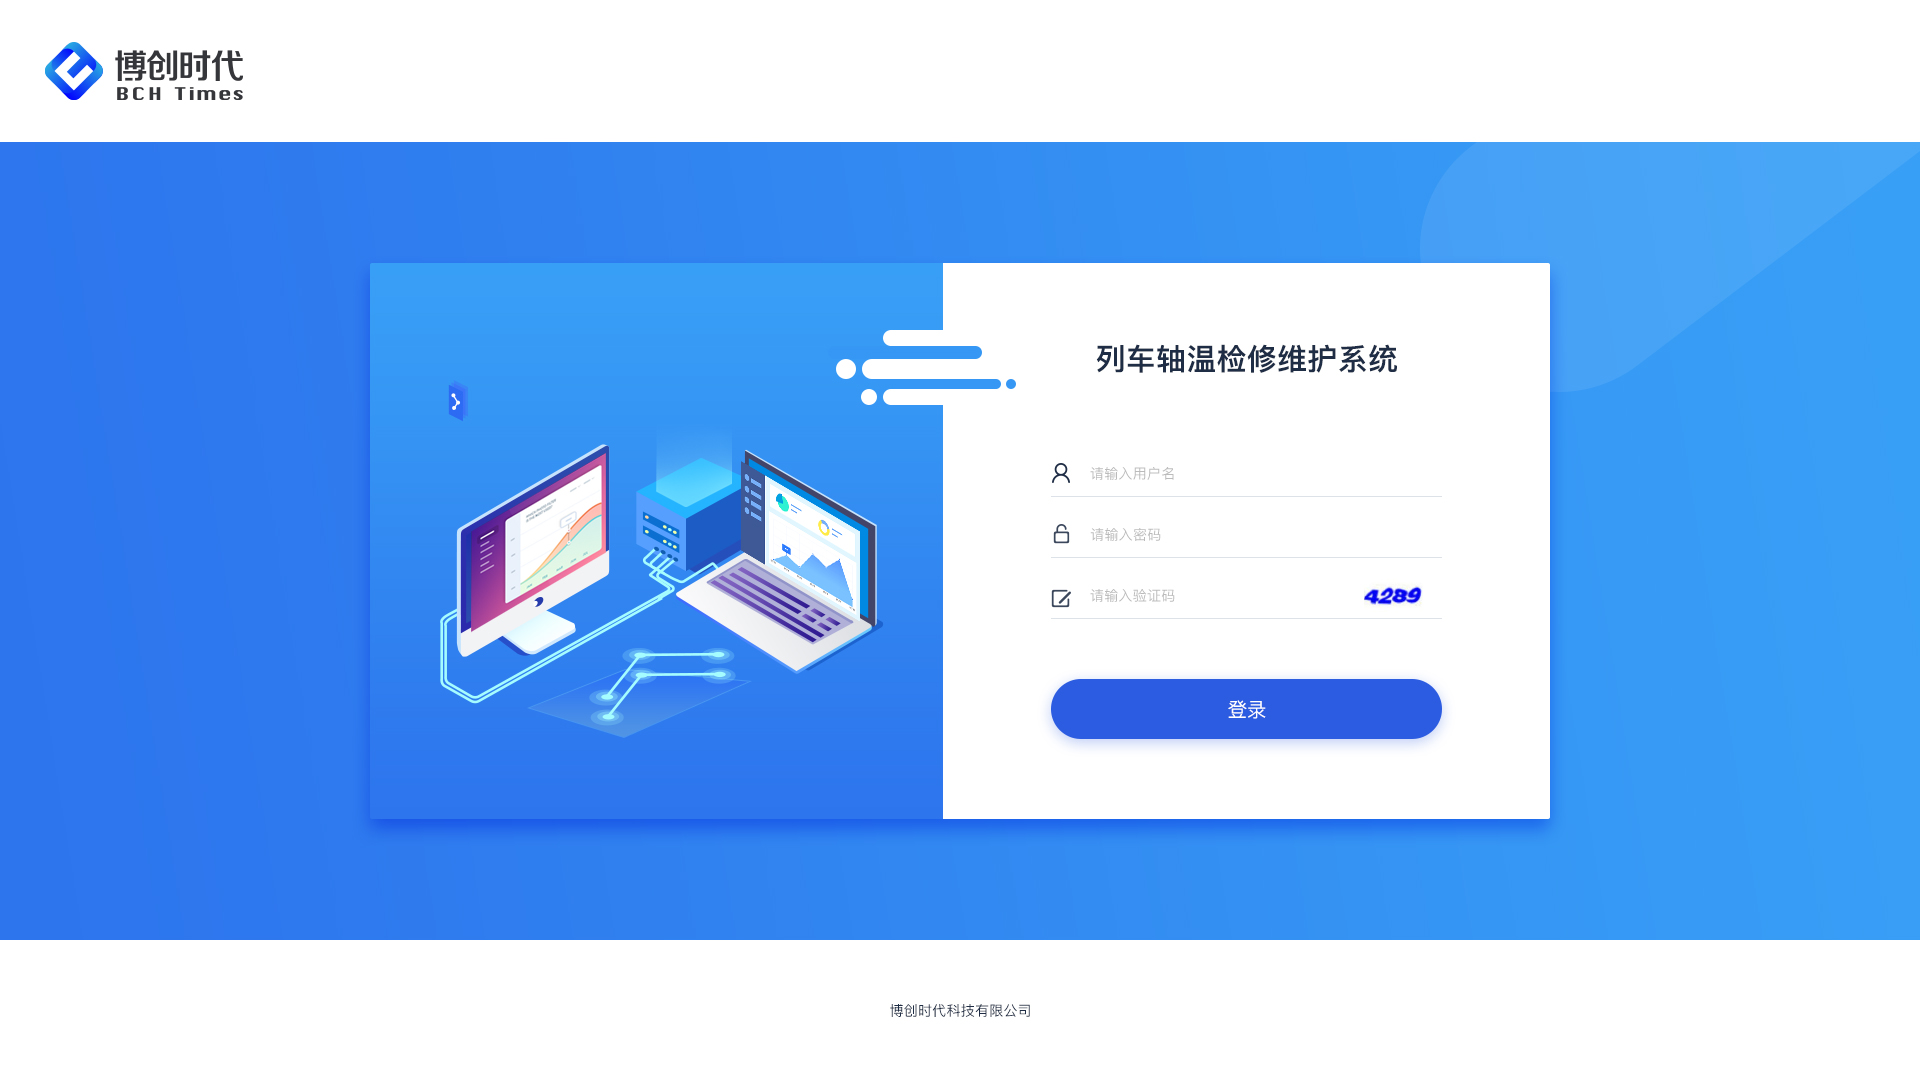 博创时代
BCH Times
列车轴温检修维护系统
请输入用户名
请输入密码
请输入验证码
4289
登录
博创时代科技有限公司